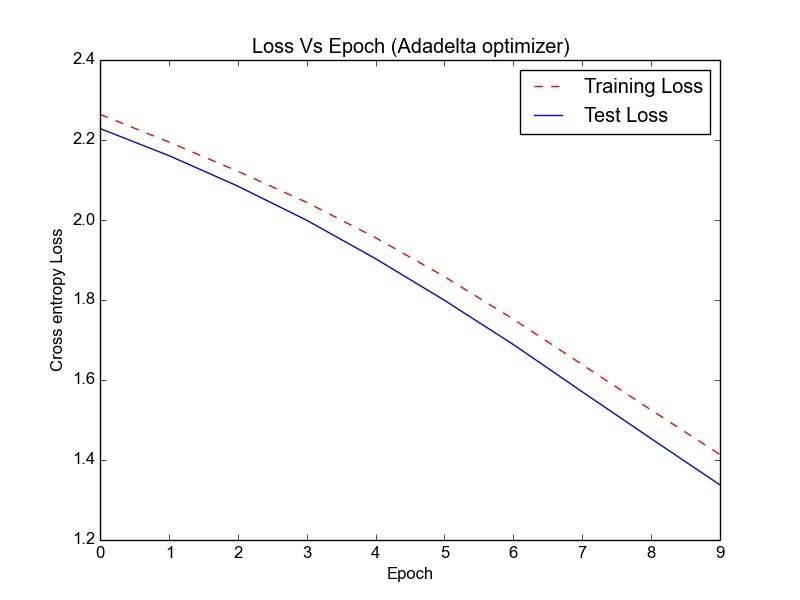 Loss Vs Epoch (Adadelta optimizer)
2.4
2.2
2.0
1.8
1.6
1.4
1.2
Cross entropy Loss
Training Loss
Test Loss
0 1 2 3 4 5 6 7 8 9
Epoch